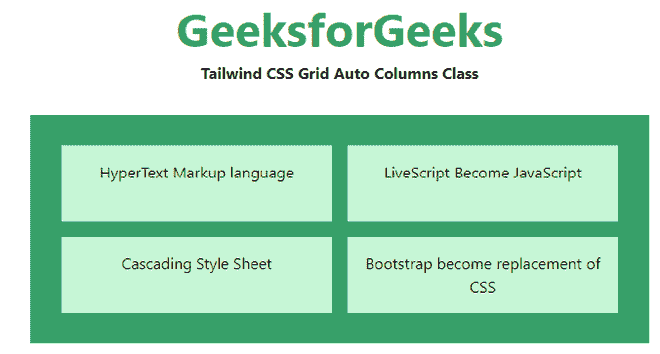 GeeksforGeeks
Tailwind CSS Grid Auto Columns Class
HyperText Markup language
LiveScript Become JavaScript
Cascading Style Sheet
Bootstrap become replacement of
CSS